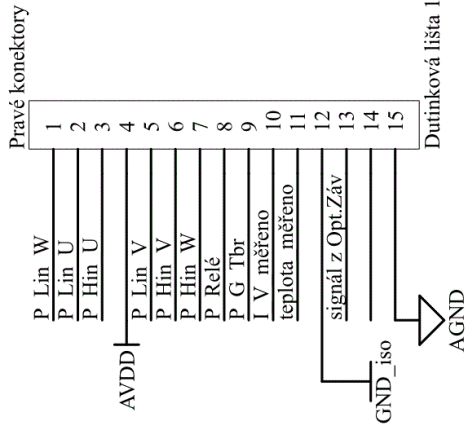 Pravé konektory
P Lin W 1
P Lin U 2
P Hin U 3
AVDD 4
P Lin V 5
P Hin V 6
P Hin W 7
P Relé 8
P G Tbr 9
I V měřeno 10
teplota měřeno 11
GND_iso 12
signál z Opt.Záv 13
14
AGND 15
Dutinková lišta 1